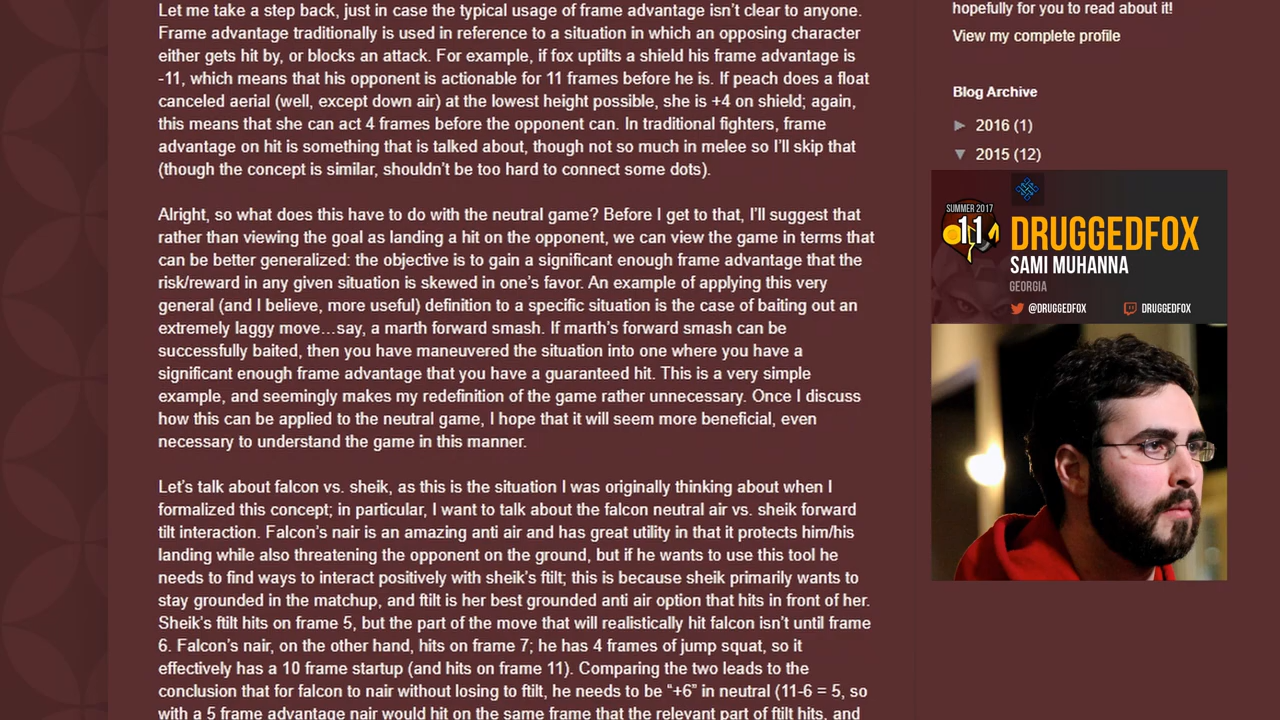 Let me take a step back, just in case the typical usage of frame advantage isn’t clear to anyone.
Frame advantage traditionally is used in reference to a situation in which an opposing character
either gets hit by, or blocks an attack. For example, if fox uptilts a shield his frame advantage is
-11, which means that his opponent is actionable for 11 frames before he is. If peach does a float
canceled aerial (well, except down air) at the lowest height possible, she is +4 on shield; again,
this means that she can act 4 frames before the opponent can. In traditional fighters, frame
advantage on hit is something that is talked about, though not so much in melee so I’ll skip that
(though the concept is similar, shouldn’t be too hard to connect some dots).
Alright, so what does this have to do with the neutral game? Before I get to that, I’ll suggest that
rather than viewing the goal as landing a hit on the opponent, we can view the game in terms that
can be better generalized: the objective is to gain a significant enough frame advantage that the
risk/reward in any given situation is skewed in one’s favor. An example of applying this very
general (and I believe, more useful) definition to a specific situation is the case of baiting out an
extremely laggy move…say, a marth forward smash. If marth’s forward smash can be
successfully baited, then you have maneuvered the situation into one where you have a
significant enough frame advantage that you have a guaranteed hit. This is a very simple
example, and seemingly makes my redefinition of the game rather unnecessary. Once I discuss
how this can be applied to the neutral game, I hope that it will seem more beneficial, even
necessary to understand the game in this manner.
Let’s talk about falcon vs. sheik, as this is the situation I was originally thinking about when I
formalized this concept; in particular, I want to talk about the falcon neutral air vs. sheik forward
tilt interaction. Falcon’s nair is an amazing anti air and has great utility in that it protects him/his
landing while also threatening the opponent on the ground, but if he wants to use this tool he
needs to find ways to interact positively with sheik’s ftilt; this is because sheik primarily wants to
stay grounded in the matchup, and ftilt is her best grounded anti air option that hits in front of her.
Sheik’s ftilt hits on frame 5, but the part of the move that will realistically hit falcon isn’t until frame
6. Falcon’s nair, on the other hand, hits on frame 7; he has 4 frames of jump squat, so it
effectively has a 10 frame startup (and hits on frame 11). Comparing the two leads to the
conclusion that for falcon to nair without losing to ftilt, he needs to be “+6” in neutral (11-6 = 5, so
with a 5 frame advantage nair would hit on the same frame that the relevant part of ftilt hits, and
hopefully for you to read about it!
View my complete profile
Blog Archive
► 2016 (1)
▼ 2015 (12)
SUMMER 2017
11
DRUGGEDFOX
SAMI MUHANNA
GEORGIA
@DRUGGEDFOX
DRUGGEDFOX